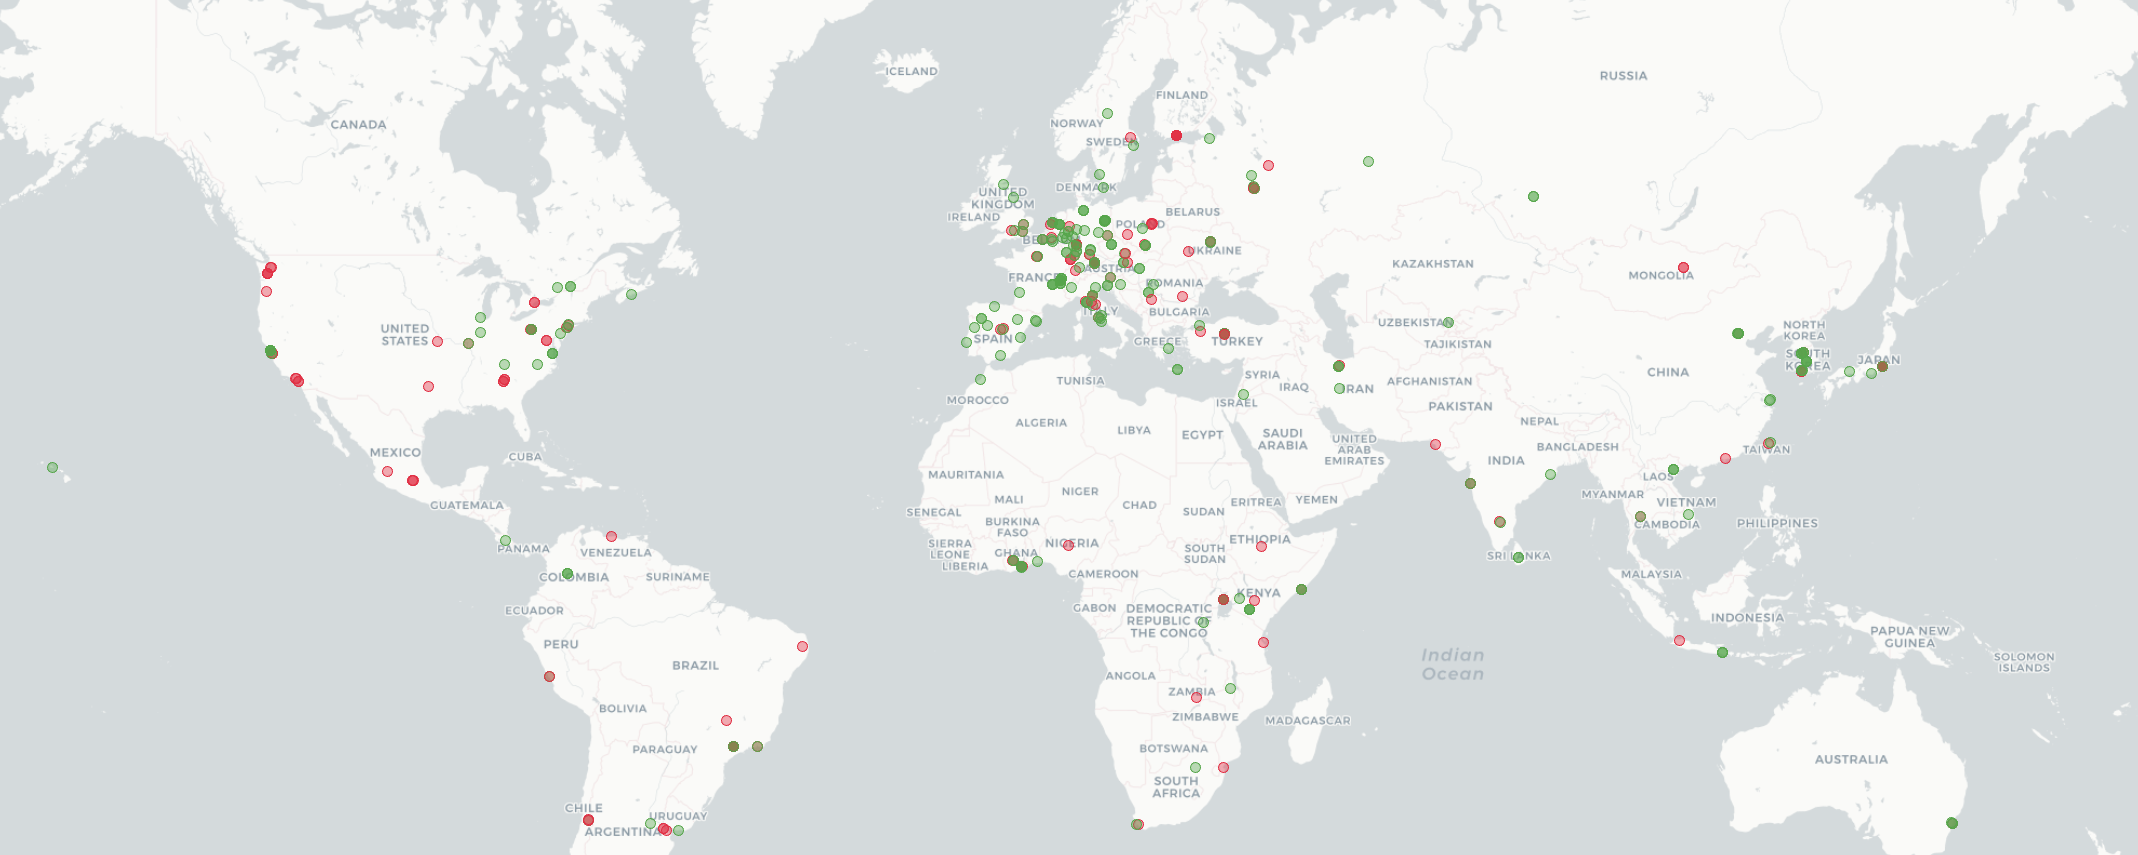 ICELAND
RUSSIA
FINLAND
CANADA
NORWAY
SWEDEN
DENMARK
UNITED
KINGDOM
IRELAND
BELARUS
POLAND
BE
UKRAINE
KAZAKHSTAN
AUSTRIA
MONGOLIA
FRANCE
ROMANIA
ITALY
BULGARIA
UNITED
STATES
UZBEKISTAN
NORTH
KOREA
SPAIN
GREECE
TURKEY
TAJIKISTAN
SOUTH
KOREA
JAPAN
CHINA
TUNISIA
SYRIA
IRAQ
IRAN
AFGHANISTAN
MOROCCO
ISRAEL
PAKISTAN
ALGERIA
LIBYA
EGYPT
SAUDI
ARABIA
UNITED
ARAB
EMIRATES
NEPAL
BANGLADESH
TAIWAN
MEXICO
CUBA
INDIA
MAURITANIA
LAOS
MYANMAR
GUATEMALA
MALI
NIGER
CHAD
SUDAN
ERITREA
YEMEN
VIETNAM
SENEGAL
BURKINA
FASO
CAMBODIA
PHILIPPINES
PANAMA
VENEZUELA
SIERRA
LEONE
GHANA
NIGERIA
SOUTH
SUDAN
ETHIOPIA
SRI LANKA
LIBERIA
COLOMBIA
SURINAME
CAMEROON
MALAYSIA
ECUADOR
GABON
DEMOCRATIC
REPUBLIC OF
THE CONGO
KENYA
INDONESIA
PERU
BRAZIL
PAPUA NEW
GUINEA
Indian
Ocean
SOLOMON
ISLANDS
ANGOLA
ZAMBIA
BOLIVIA
ZIMBABWE
MADAGASCAR
PARAGUAY
BOTSWANA
AUSTRALIA
SOUTH
AFRICA
CHILE
URUGUAY
ARGENTINA